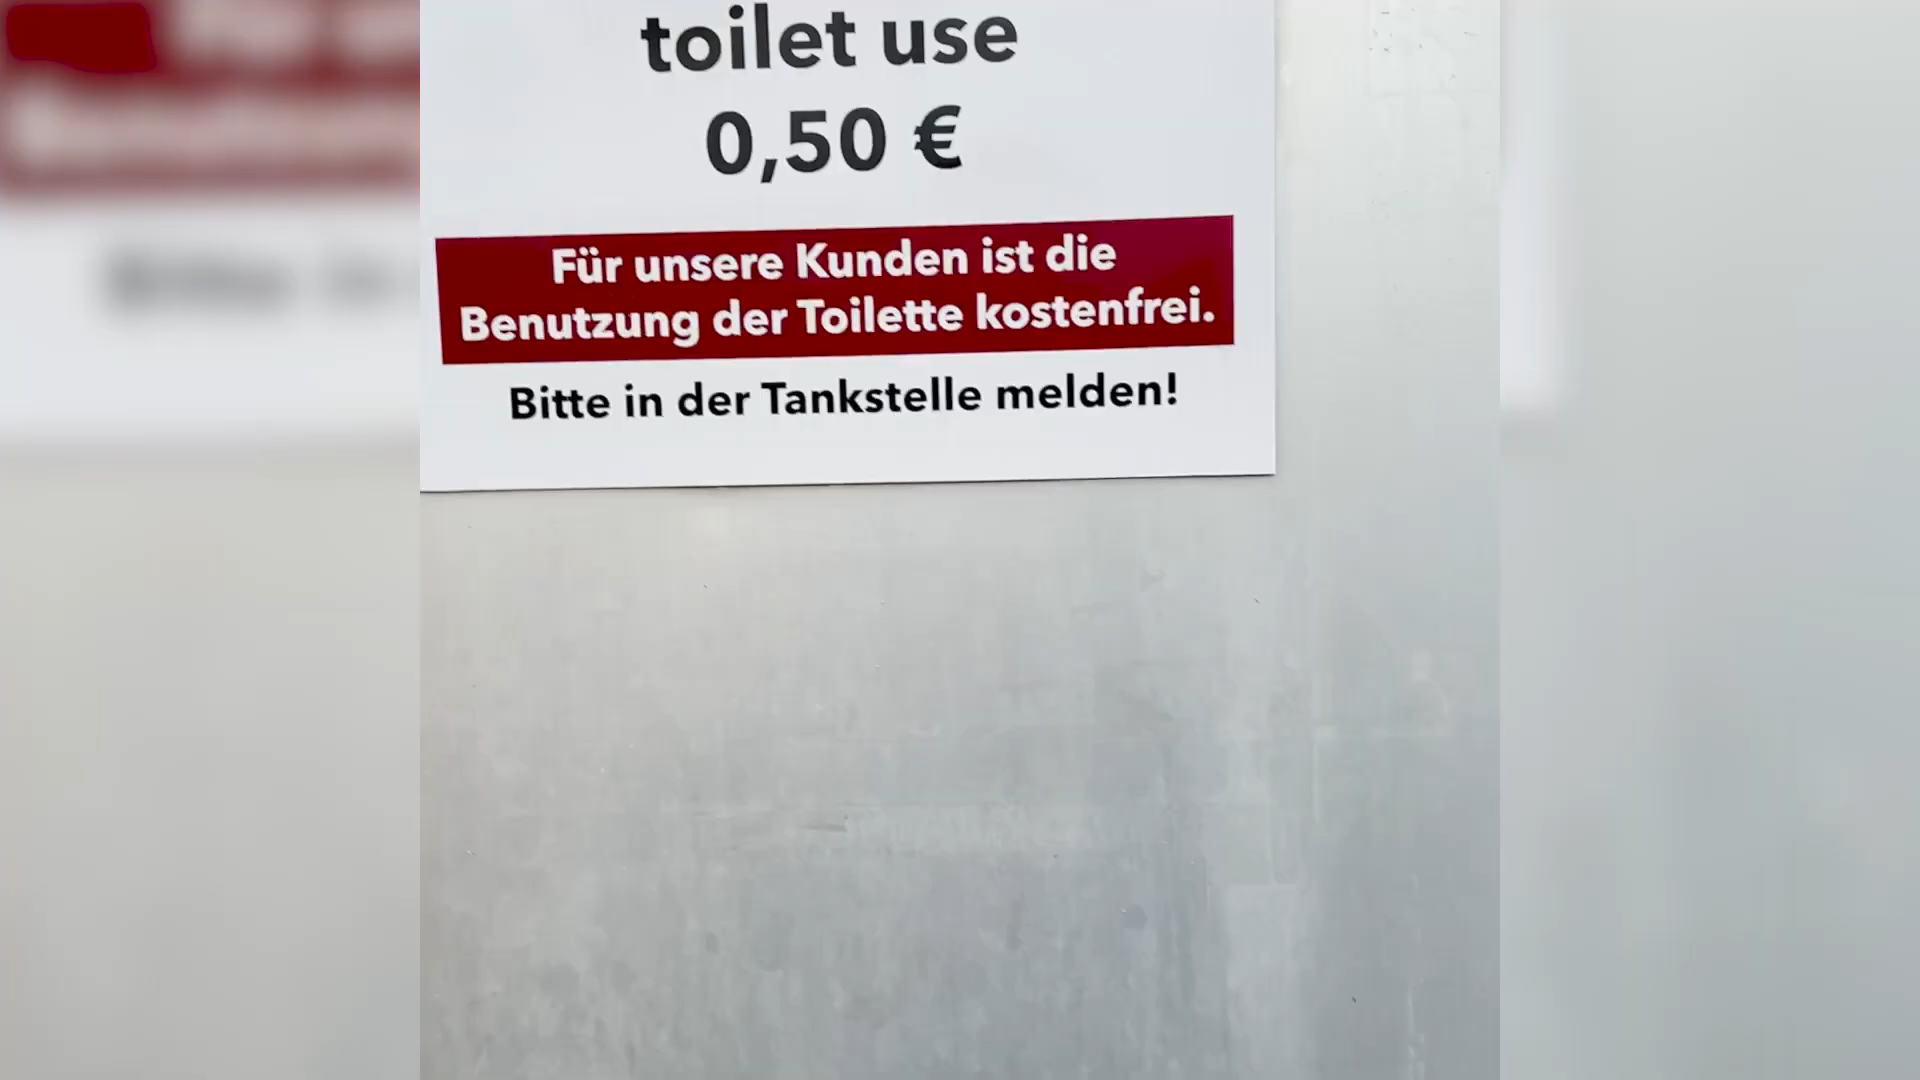 toilet use
0,50 €
Für unsere Kunden ist die
Benutzung der Toilette kostenfrei.
Bitte in der Tankstelle melden!